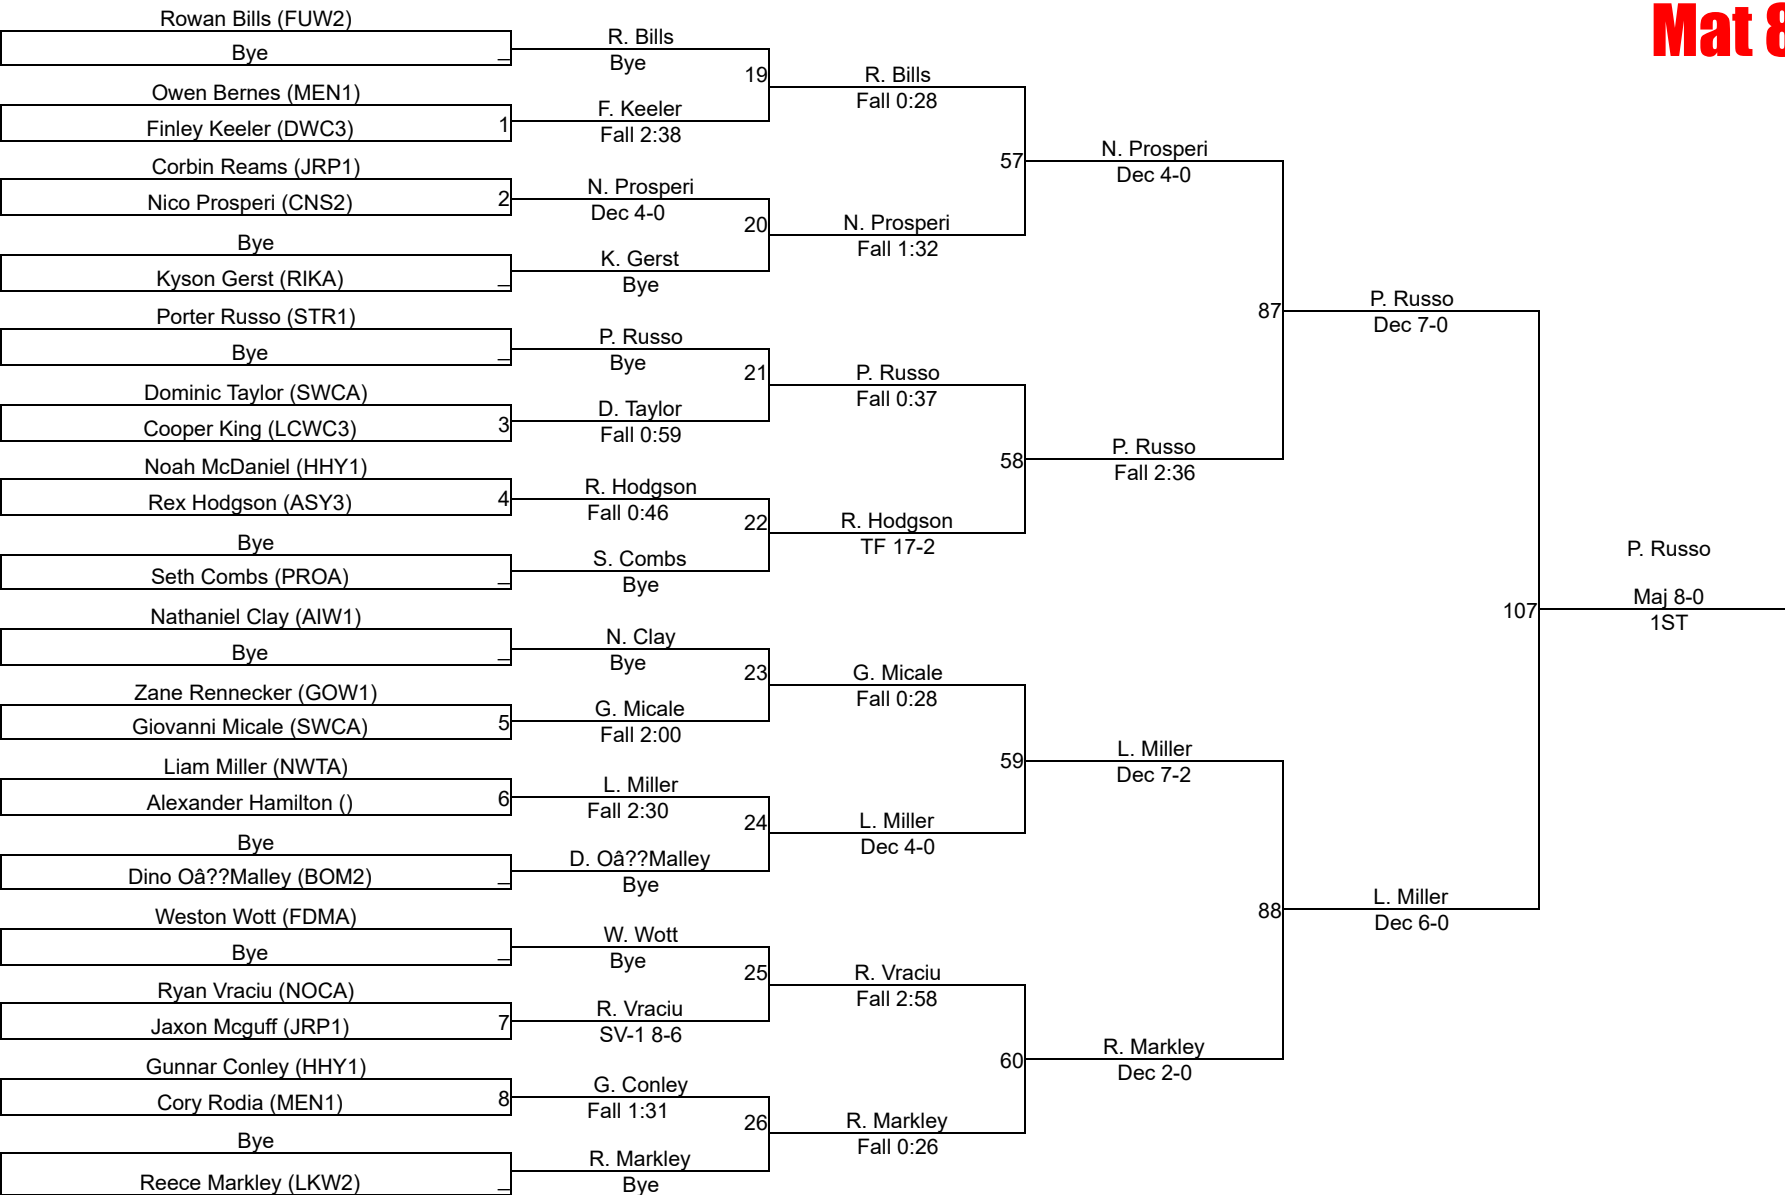 Mat 8
Rowan Bills (FUW2)
Bye
_
Owen Bernes (MEN1)
Finley Keeler (DWC3)
1
Corbin Reams (JRP1)
Nico Prosperi (CNS2)
2
Bye
Kyson Gerst (RIKA)
_
Porter Russo (STR1)
Bye
_
Dominic Taylor (SWCA)
Cooper King (LCWC3)
3
Noah McDaniel (HHY1)
Rex Hodgson (ASY3)
4
Bye
Seth Combs (PROA)
_
Nathaniel Clay (AIW1)
Bye
_
Zane Rennecker (GOW1)
Giovanni Micale (SWCA)
5
Liam Miller (NWTA)
Alexander Hamilton ()
6
Bye
Dino Oâ??Malley (BOM2)
_
Weston Wott (FDMA)
Bye
_
Ryan Vraciu (NOCA)
Jaxon Mcguff (JRP1)
7
Gunnar Conley (HHY1)
Cory Rodia (MEN1)
8
Bye
Reece Markley (LKW2)
_
R. Bills
Bye
19
F. Keeler
Fall 2:38
N. Prosperi
Dec 4-0
20
K. Gerst
Bye
P. Russo
Bye
21
D. Taylor
Fall 0:59
R. Hodgson
Fall 0:46
22
S. Combs
Bye
N. Clay
Bye
23
G. Micale
Fall 2:00
L. Miller
Fall 2:30
24
D. Oâ??Malley
Bye
W. Wott
Bye
25
R. Vraciu
SV-1 8-6
G. Conley
Fall 1:31
26
R. Markley
Bye
R. Bills
Fall 0:28
57
N. Prosperi
Fall 1:32
P. Russo
Fall 0:37
58
R. Hodgson
TF 17-2
G. Micale
Fall 0:28
59
L. Miller
Dec 4-0
R. Vraciu
Fall 2:58
60
R. Markley
Fall 0:26
N. Prosperi
Dec 4-0
87
P. Russo
Fall 2:36
L. Miller
Dec 7-2
88
R. Markley
Dec 2-0
P. Russo
Dec 7-0
107
L. Miller
Dec 6-0
P. Russo
Maj 8-0
1ST